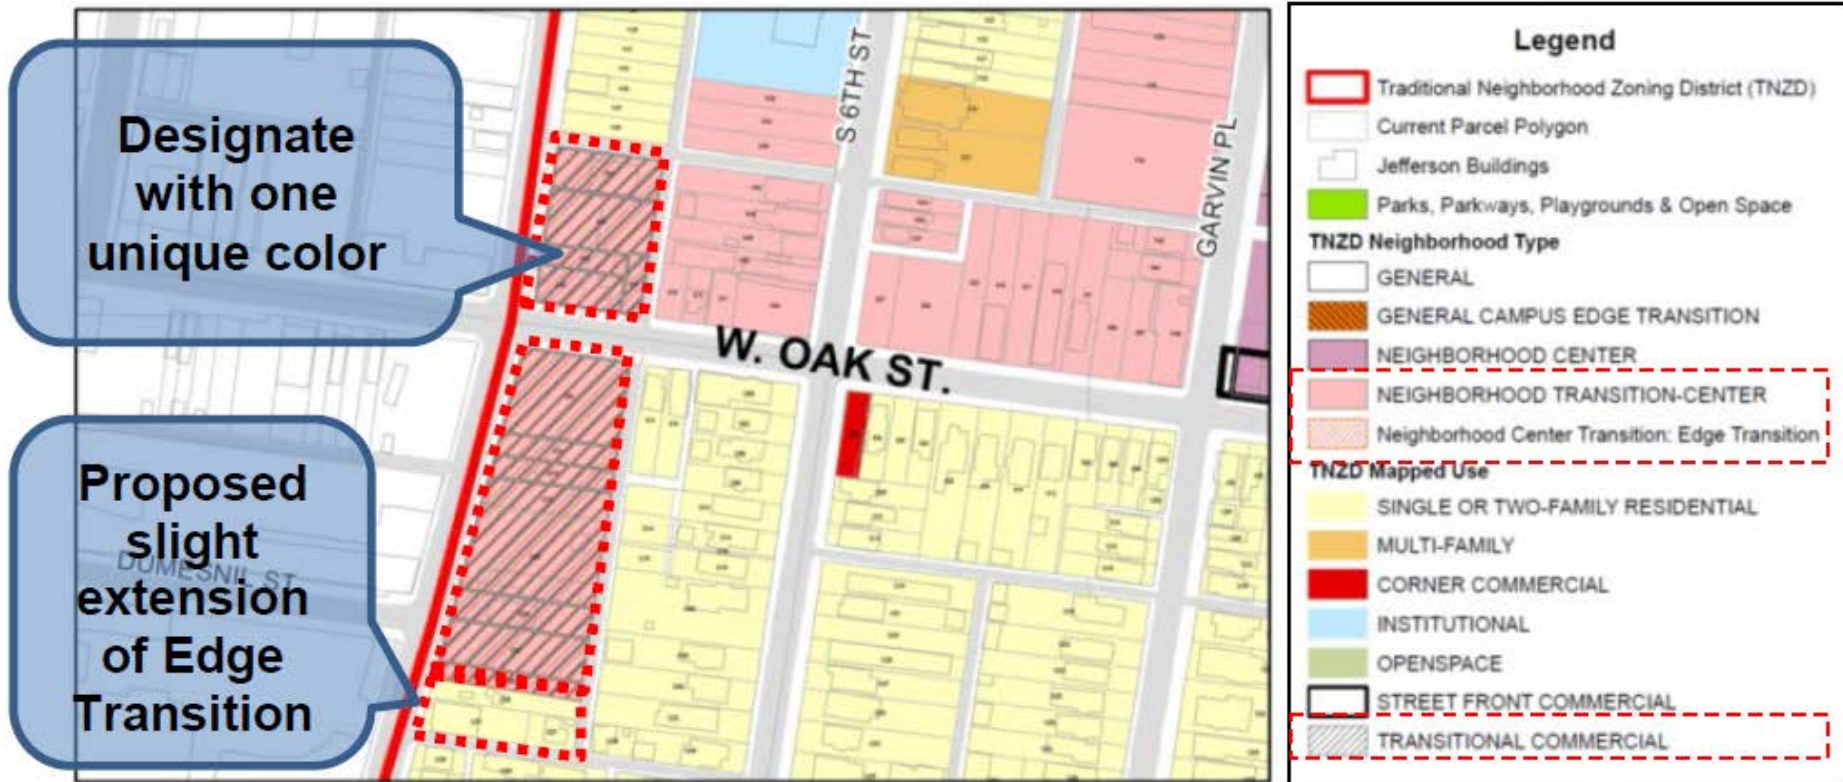 Designate
with one
unique color
Proposed
slight
extension
of Edge
Transition
DUMESNIL ST
S 6TH ST
GARVIN PL
W. OAK ST.
Legend
Traditional Neighborhood Zoning District (TNZD)
Current Parcel Polygon
Jefferson Buildings
Parks, Parkways, Playgrounds & Open Space
TNZD Neighborhood Type
GENERAL
GENERAL CAMPUS EDGE TRANSITION
NEIGHBORHOOD CENTER
NEIGHBORHOOD TRANSITION-CENTER
Neighborhood Center Transition: Edge Transition
TNZD Mapped Use
SINGLE OR TWO-FAMILY RESIDENTIAL
MULTI-FAMILY
CORNER COMMERCIAL
INSTITUTIONAL
OPENSPACE
STREET FRONT COMMERCIAL
TRANSITIONAL COMMERCIAL